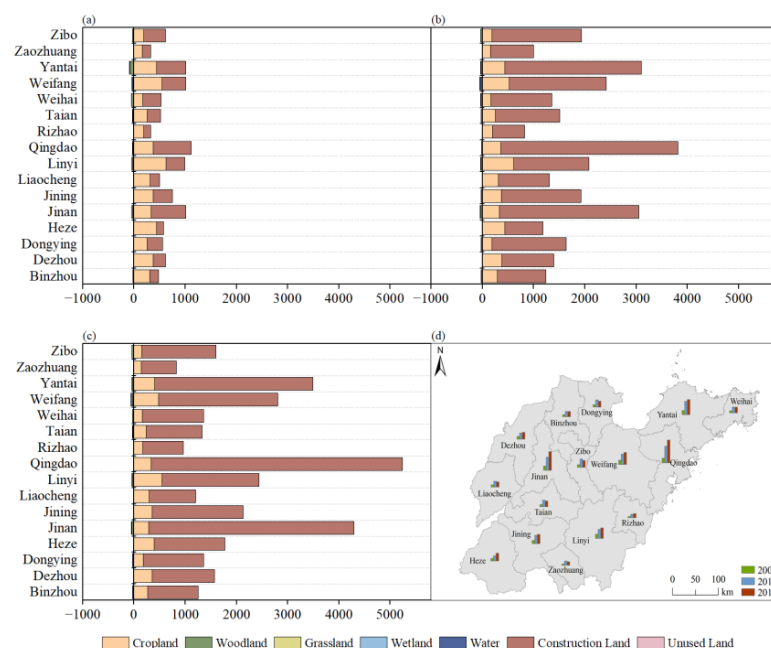 (a)
(b)
Zibo
Zaozhuang
Yantai
Weifang
Weihai
Taian
Rizhao
Qingdao
Linyi
Liaocheng
Jining
Jinan
Heze
Dongying
Dezhou
Binzhou
−1000 0 1000 2000 3000 4000 5000
−1000 0 1000 2000 3000 4000 5000
(c)
(d)
Zibo
Zaozhuang
Yantai
Weifang
Weihai
Taian
Rizhao
Qingdao
Linyi
Liaocheng
Jining
Jinan
Heze
Dongying
Dezhou
Binzhou
−1000 0 1000 2000 3000 4000 5000
N
Weihai
Yantai
Dongying
Binzhou
Dezhou
Zibo
Weifang
Qingdao
Jinan
Liaocheng
Taian
Rizhao
Jining
Linyi
Heze
Zaozhuang
200
201
201
0 50 100
km
Cropland Woodland Grassland Wetland Water Construction Land Unused Land